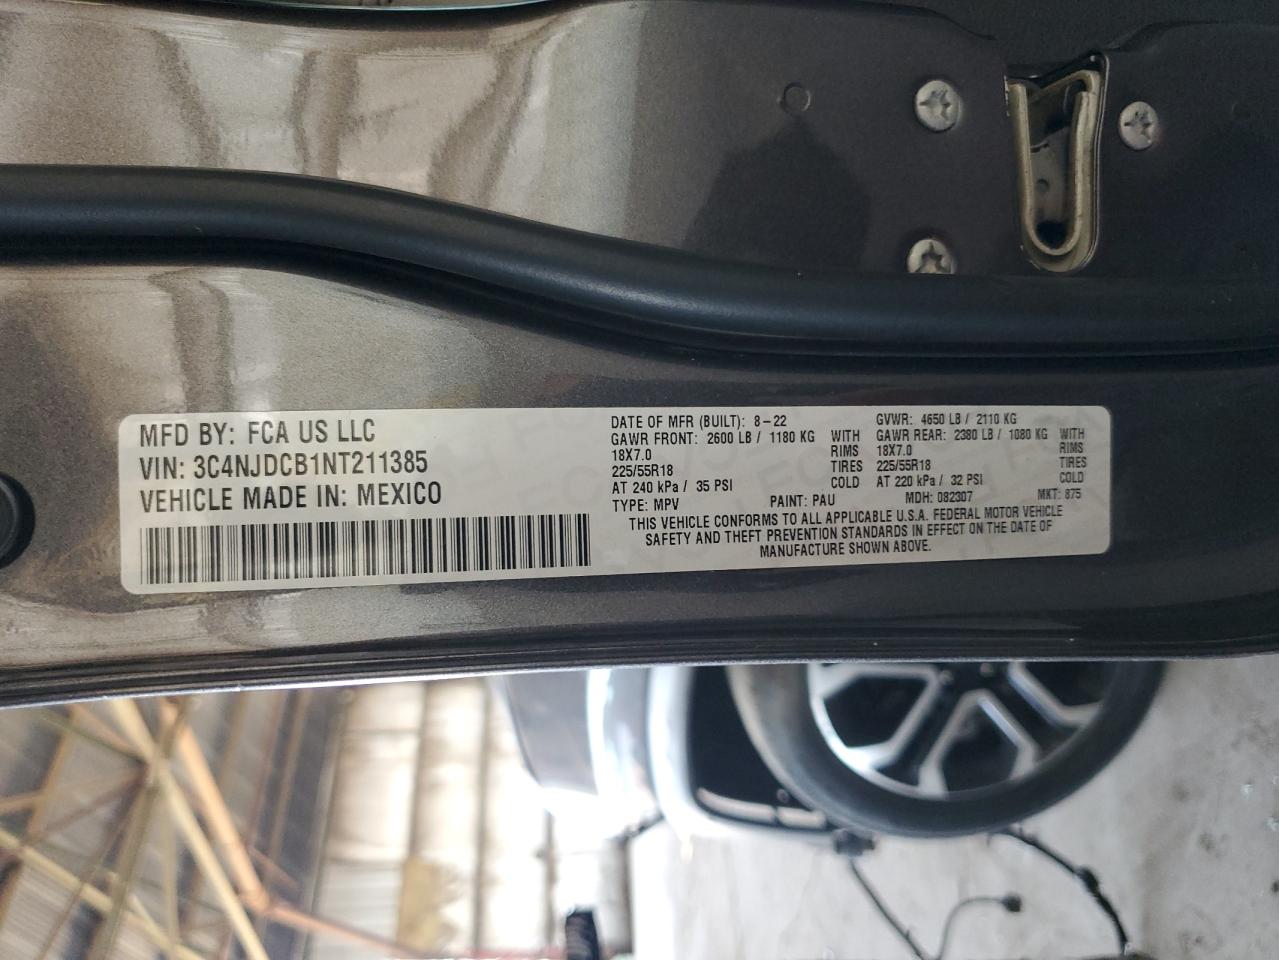 MFD BY: FCA US LLC
VIN: 3C4NJDCB1NT211385
VEHICLE MADE IN: MEXICO
DATE OF MFR (BUILT): 8-22
GAWR FRONT: 2600 LB / 1180 KG WITH
18X7.0 RIMS
225/55R18 TIRES
AT 240 kPa / 35 PSI COLD
TYPE: MPV PAINT: PAU
GVWR: 4650 LB / 2110 KG
GAWR REAR: 2380 LB / 1080 KG WITH
18X7.0 RIMS
225/55R18 TIRES
AT 220 kPa / 32 PSI COLD
MDH: 082307 MKT: 875
THIS VEHICLE CONFORMS TO ALL APPLICABLE U.S.A. FEDERAL MOTOR VEHICLE
SAFETY AND THEFT PREVENTION STANDARDS IN EFFECT ON THE DATE OF
MANUFACTURE SHOWN ABOVE.